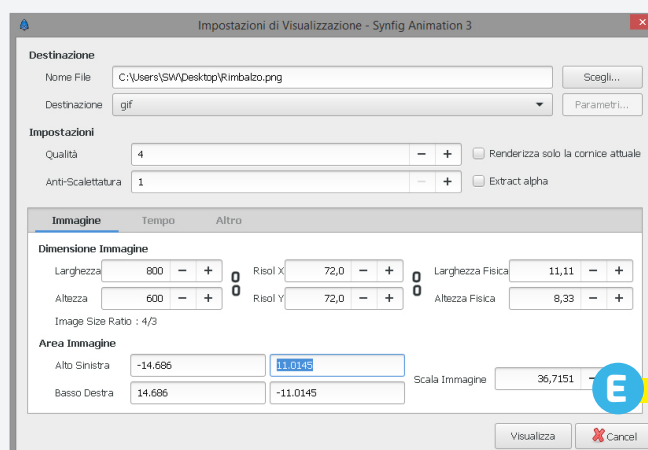 Impostazioni di Visualizzazione - Synfig Animation 3
Destinazione
Nome File C:\Users\SW\Desktop\Rimbalzo.png Scegli...
Destinazione gif Parametri...
Impostazioni
Qualità 4 − + Renderizza solo la cornice attuale
Anti-Scalettatura 1 − + Extract alpha
Immagine Tempo Altro
Dimensione Immagine
Larghezza 800 − + Risol X 72,0 − + Larghezza Fisica 11,11 − +
Altezza 600 − + Risol Y 72,0 − + Altezza Fisica 8,33 − +
Image Size Ratio : 4/3
Area Immagine
Alto Sinistra -14.686 11.0145
Scala Immagine 36,7151 −
Basso Destra 14.686 -11.0145
E
Visualizza Cancel